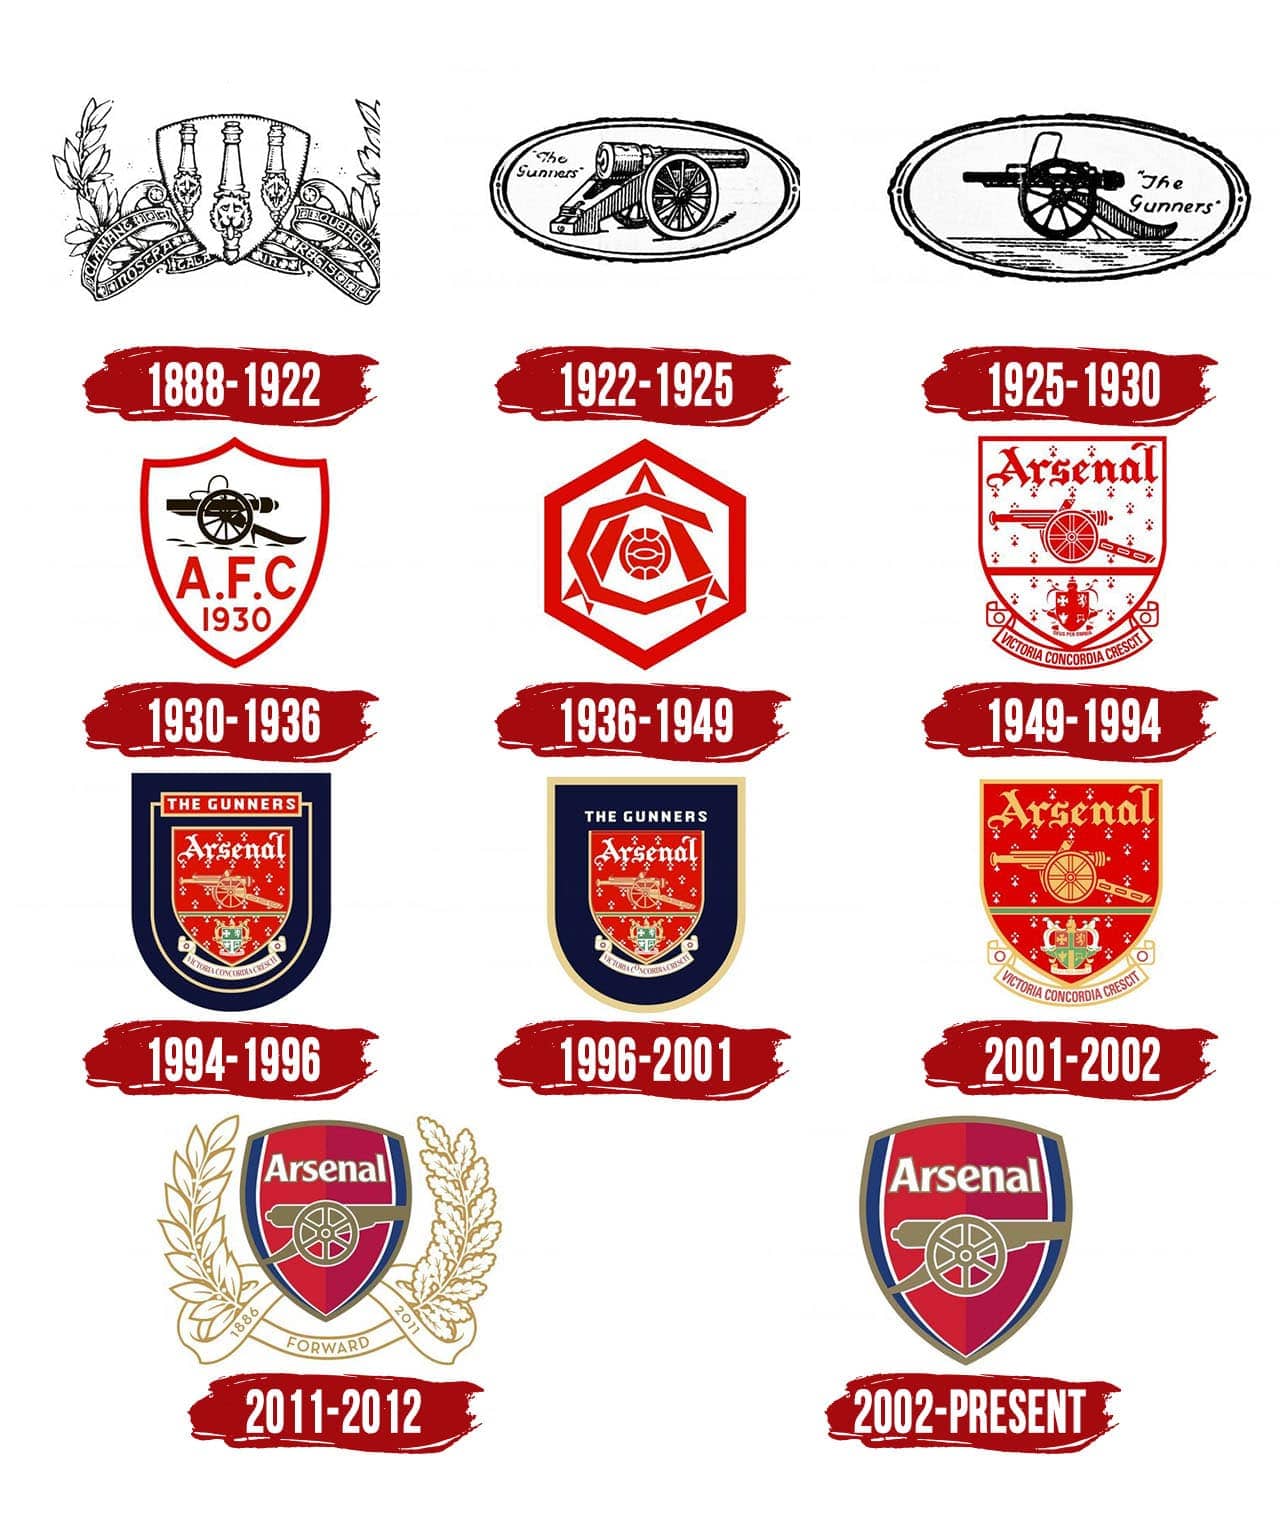 "The
Gunners"
"The
Gunners"
1888-1922
1922-1925
1925-1930
A.F.C
1930
Arsenal
VICTORIA CONCORDIA CRESCIT
1930-1936
1936-1949
1949-1994
THE GUNNERS
Arsenal
VICTORIA CONCORDIA CRESCIT
THE GUNNERS
Arsenal
VICTORIA CONCORDIA CRESCIT
Arsenal
VICTORIA CONCORDIA CRESCIT
1994-1996
1996-2001
2001-2002
Arsenal
1886
FORWARD
2011
Arsenal
2011-2012
2002-PRESENT